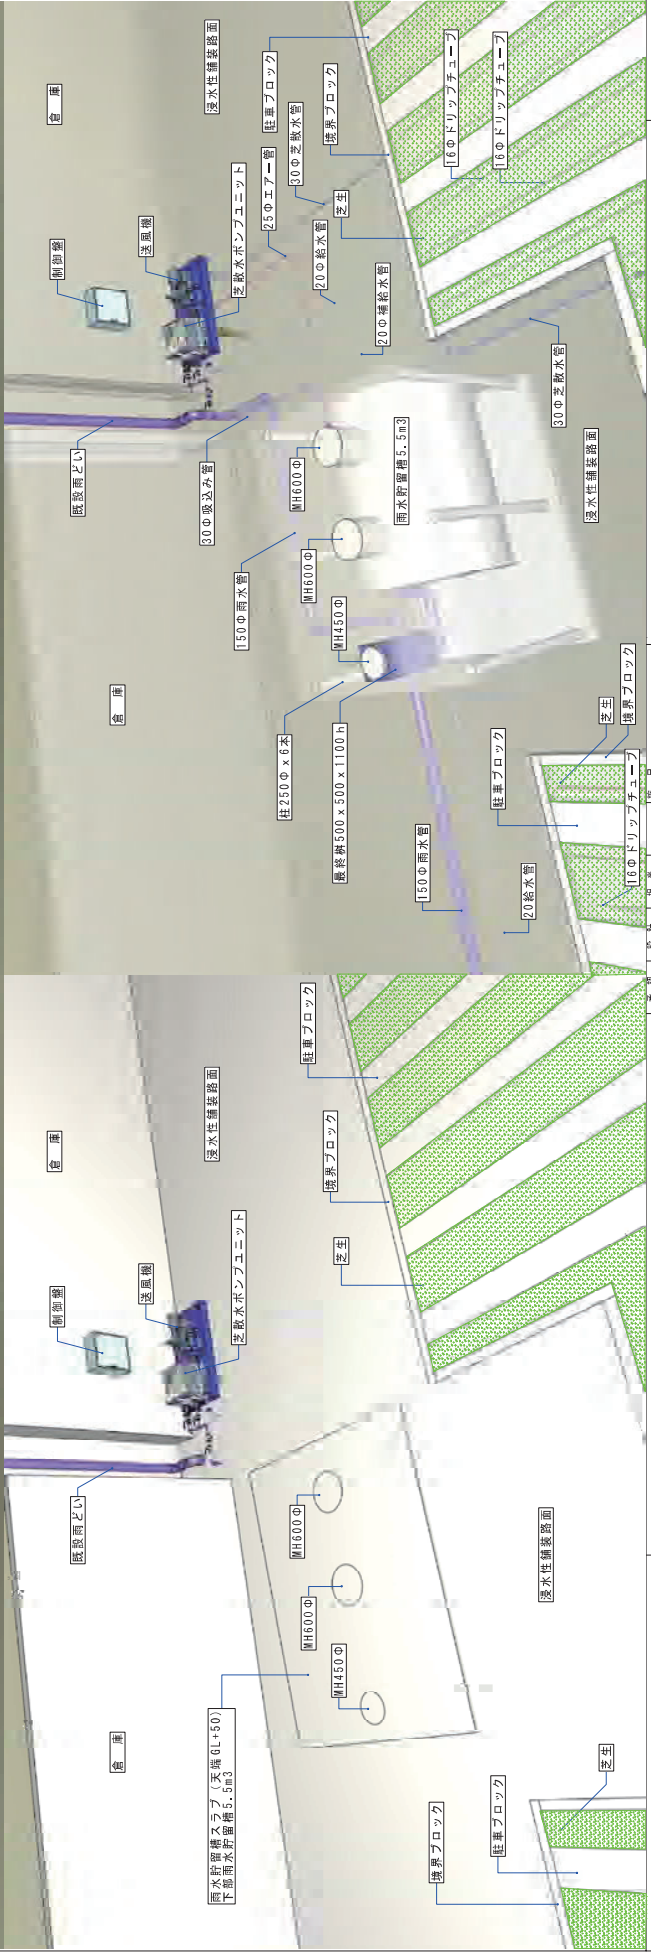 倉 庫
浸水性舗装路面
駐車ブロック
境界ブロック
16Φドリップチューブ
16Φドリップチューブ
制御盤
送風機
芝散水ポンプユニット
25Φエアー管
30Φ芝散水管
芝生
20Φ給水管
20Φ補給水管
30Φ芝散水管
既設雨どい
30Φ吸込み管
150Φ雨水管
MH600Φ
MH600Φ
MH450Φ
雨水貯留槽5.5m3
浸水性舗装路面
倉 庫
柱250Φx6本
最終桝500x500x1100h
150Φ雨水管
20給水管
駐車ブロック
芝生
境界ブロック
16Φドリップチューブ
倉 庫
浸水性舗装路面
駐車ブロック
境界ブロック
芝生
制御盤
送風機
芝散水ポンプユニット
既設雨どい
MH600Φ
MH600Φ
MH450Φ
浸水性舗装路面
倉 庫
雨水貯留槽スラブ（天端GL+50）
下部雨水貯留槽5.5m3
境界ブロック
駐車ブロック
芝生